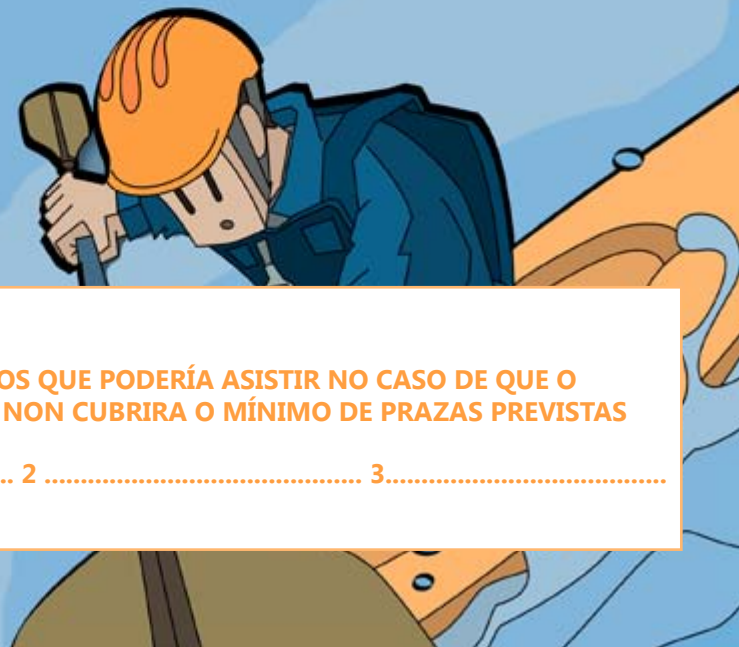 OS QUE PODERÍA ASISTIR NO CASO DE QUE O
NON CUBRIRA O MÍNIMO DE PRAZAS PREVISTAS
.. 2 ............................................ 3.......................................